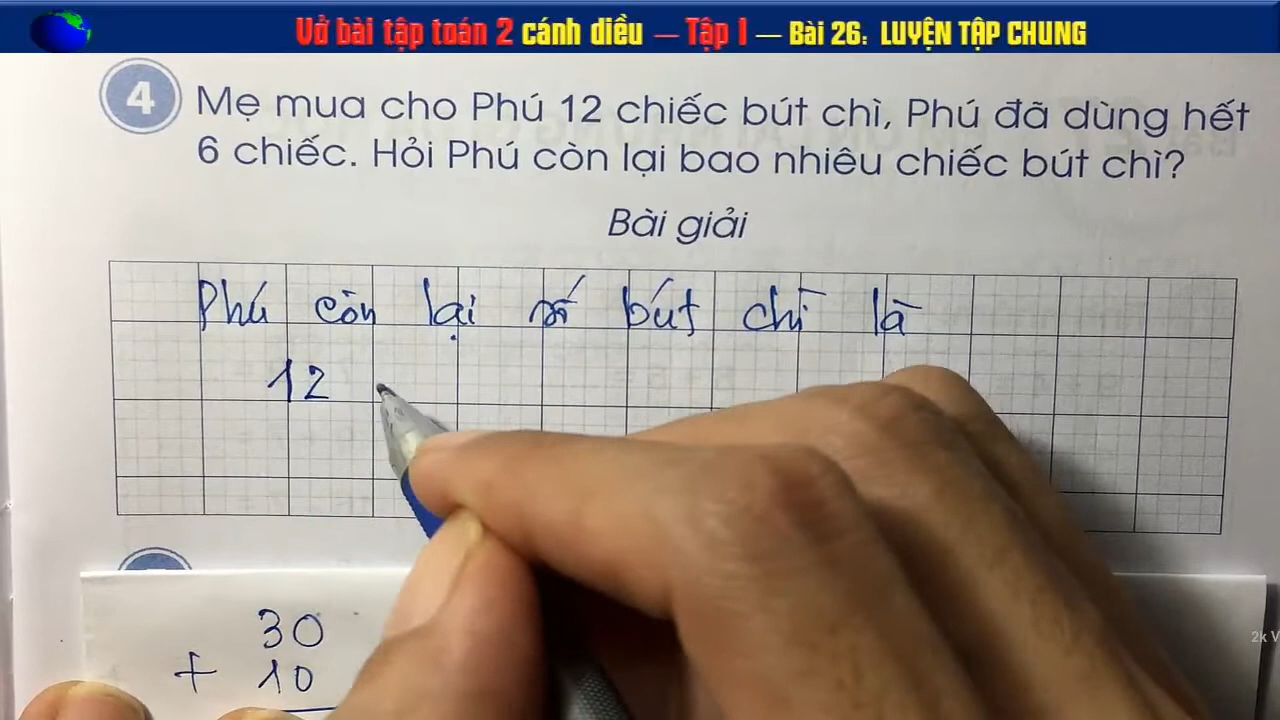 Vở bài tập toán 2 cánh diều — Tập 1 — Bài 26: LUYỆN TẬP CHUNG
4 Mẹ mua cho Phú 12 chiếc bút chì, Phú đã dùng hết
6 chiếc. Hỏi Phú còn lại bao nhiêu chiếc bút chì?
Bài giải
Phú còn lại số bút chì là
12
30
+ 10